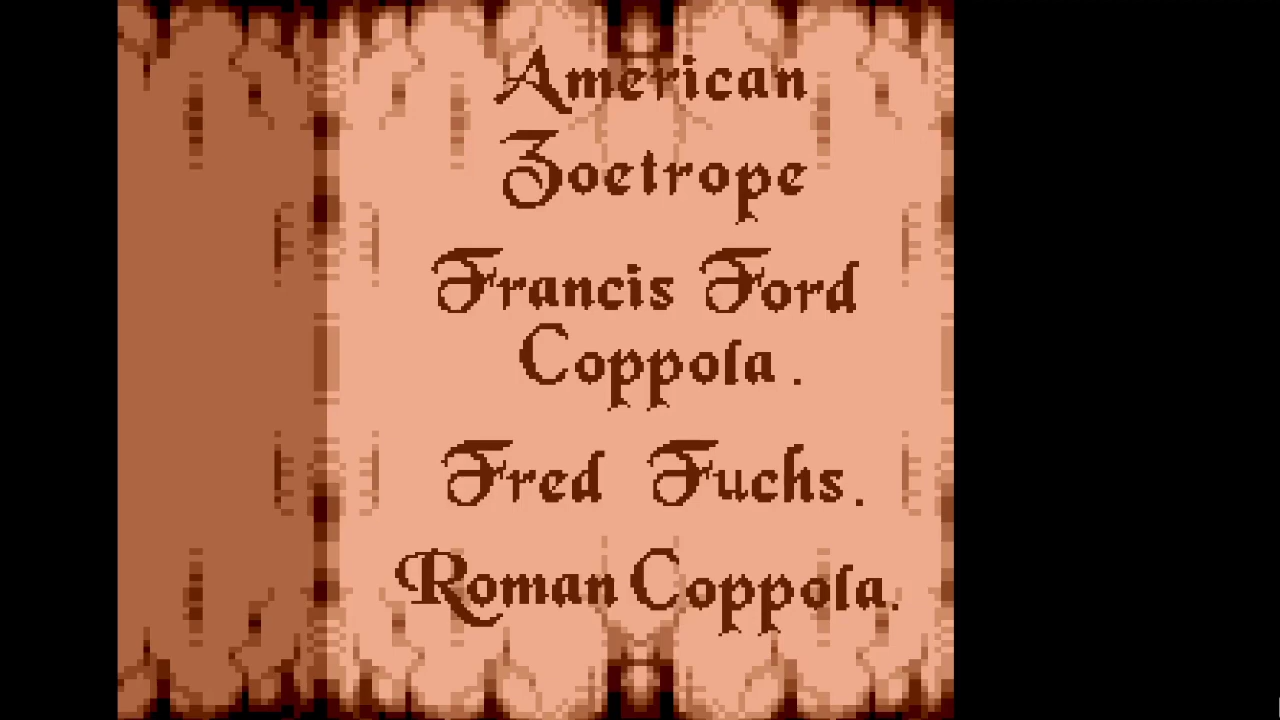 American
Zoetrope
Francis Ford
Coppola.
Fred Fuchs.
Roman Coppola.